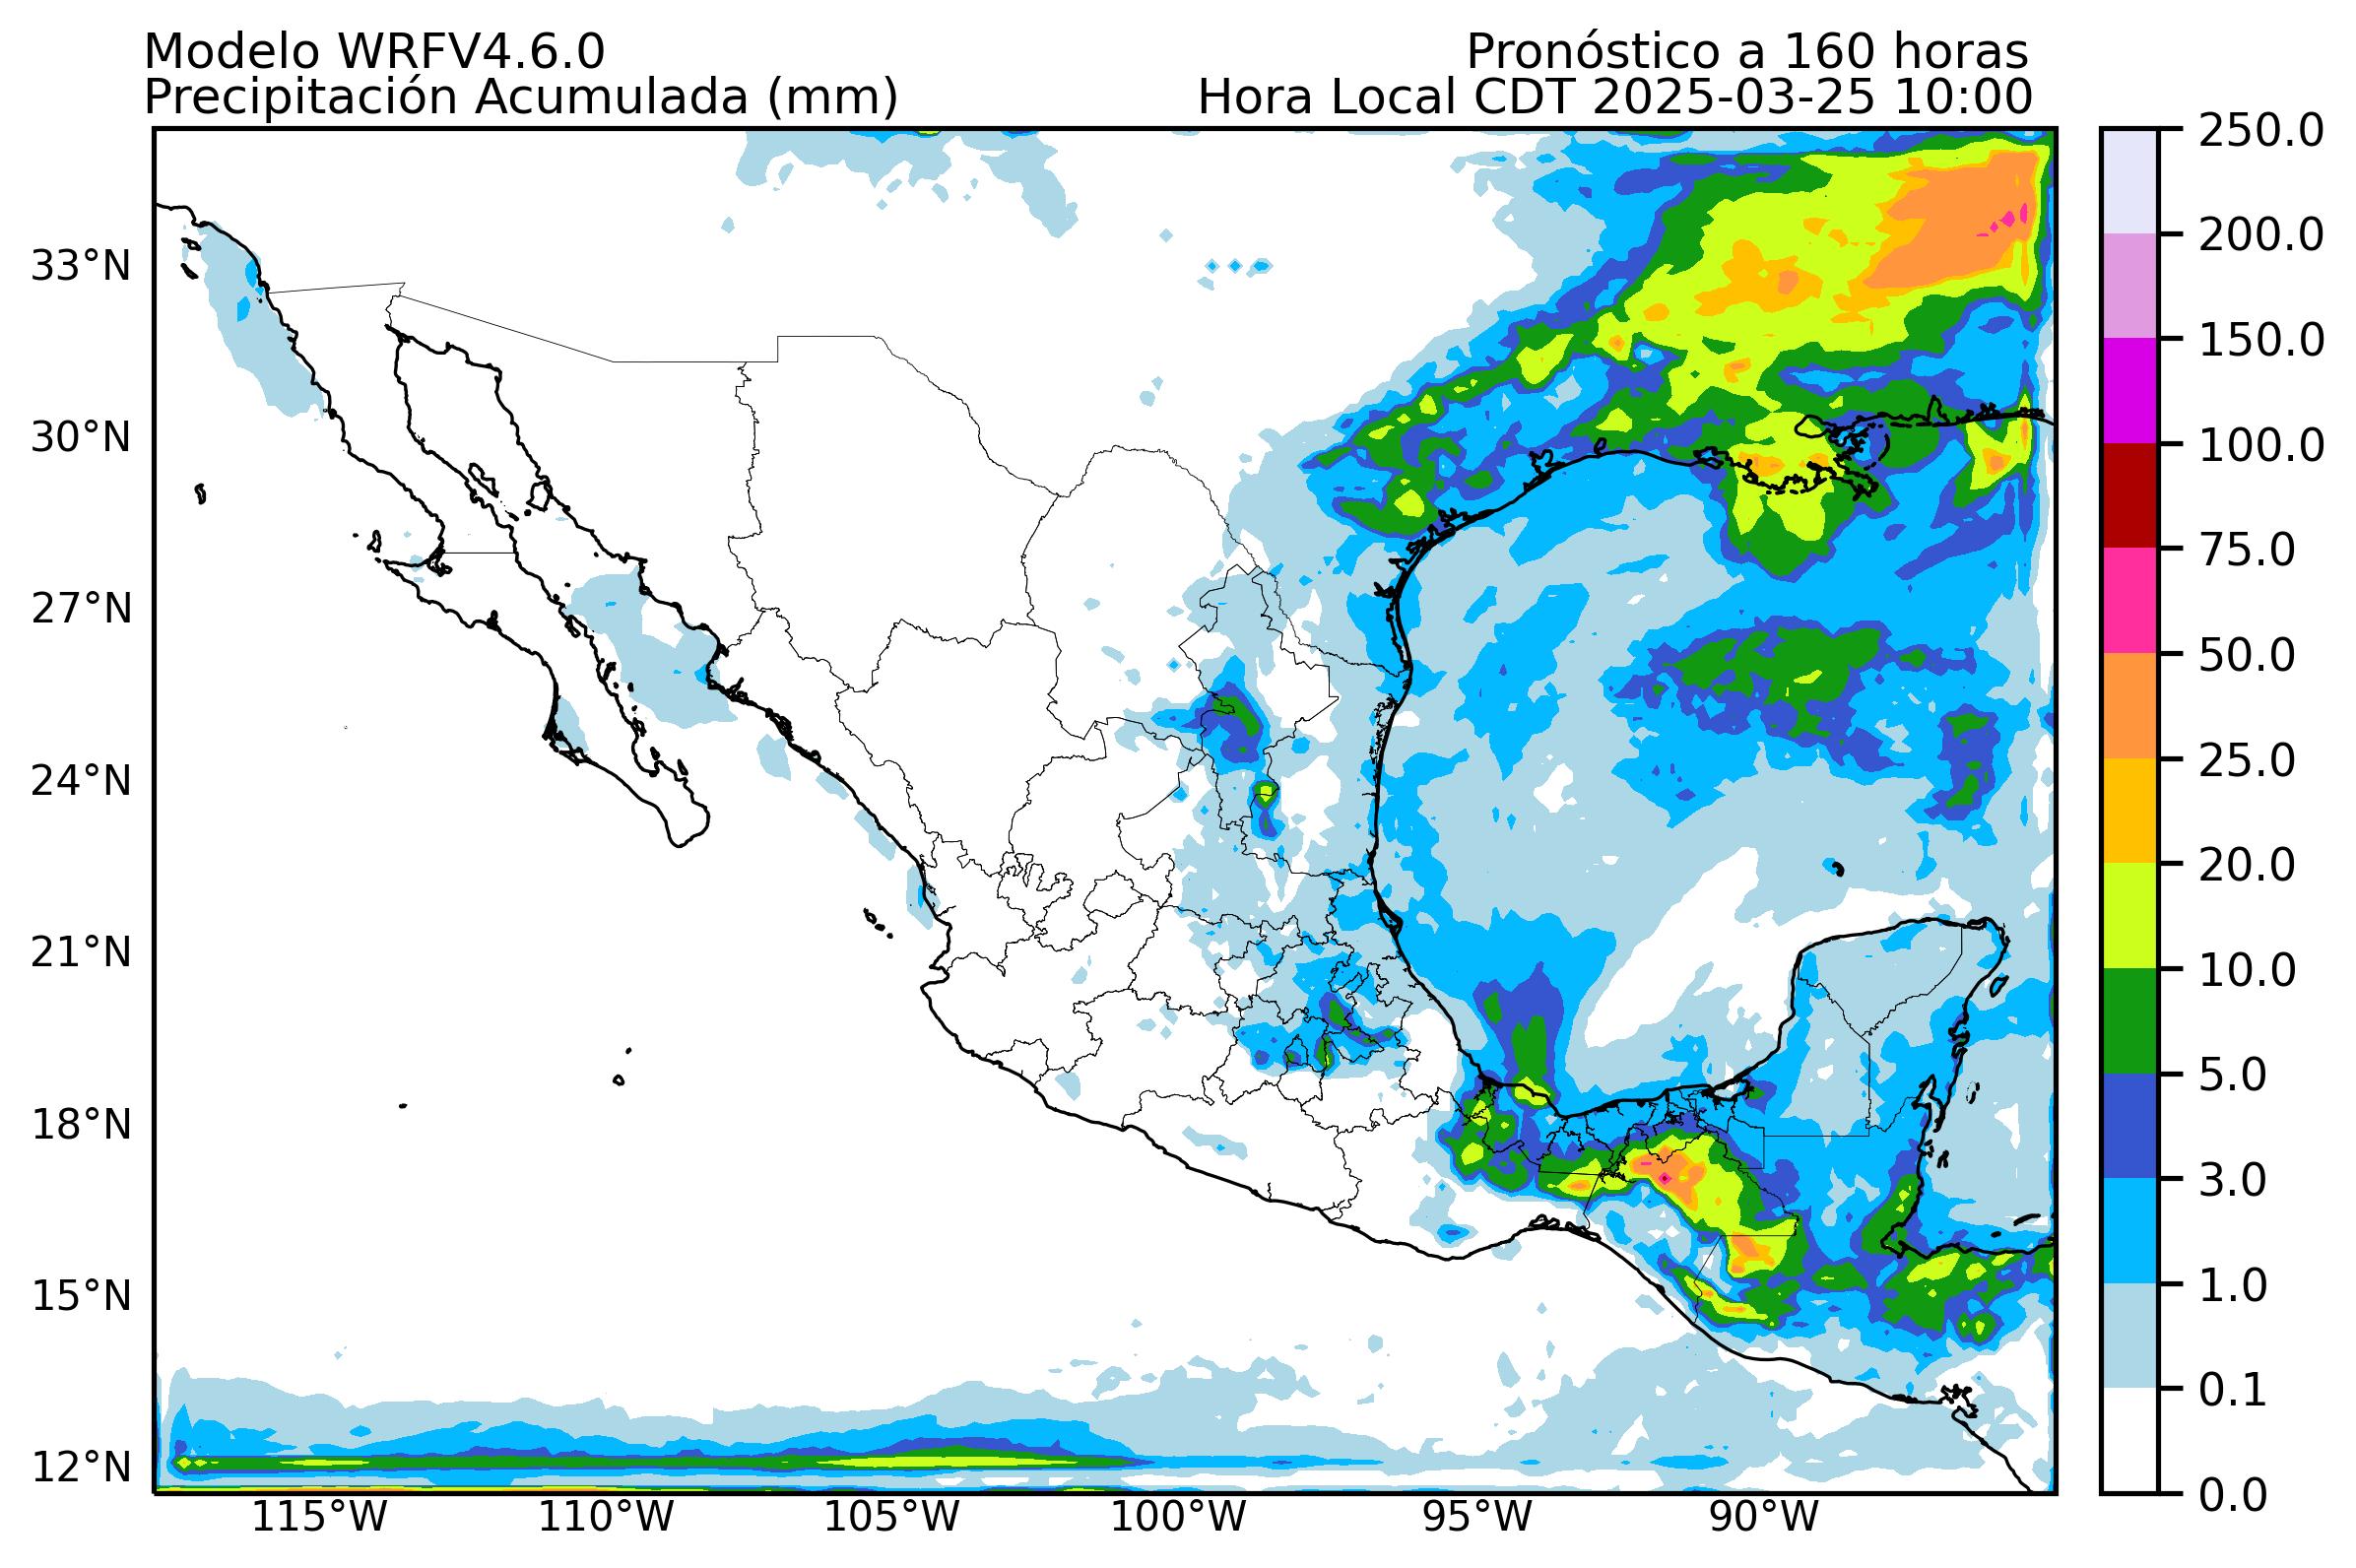 Modelo WRFV4.6.0
Pronóstico a 160 horas
Precipitación Acumulada (mm)
Hora Local CDT 2025-03-25 10:00
33°N
30°N
27°N
24°N
21°N
18°N
15°N
12°N
115°W
110°W
105°W
100°W
95°W
90°W
250.0
200.0
150.0
100.0
75.0
50.0
25.0
20.0
10.0
5.0
3.0
1.0
0.1
0.0